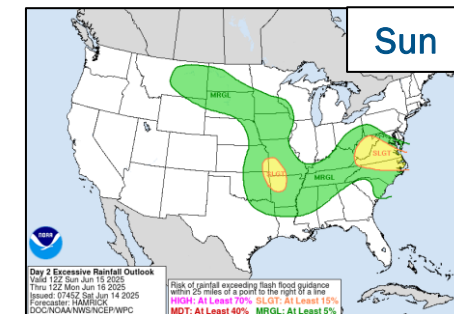 Sun
MRGL
SLGT
SLGT
MRGL
NOAA
Day 2 Excessive Rainfall Outlook
Valid 12Z Sun Jun 15 2025
Thru 12Z Mon Jun 16 2025
Issued: 0745Z Sat Jun 14 2025
Forecaster: HAMRICK
DOC/NOAA/NWS/NCEP/WPC
Risk of rainfall exceeding flash flood guidance
within 25 miles of a point to the right of a line
HIGH: At Least 70% SLGT: At Least 15%
MDT: At Least 40% MRGL: At Least 5%